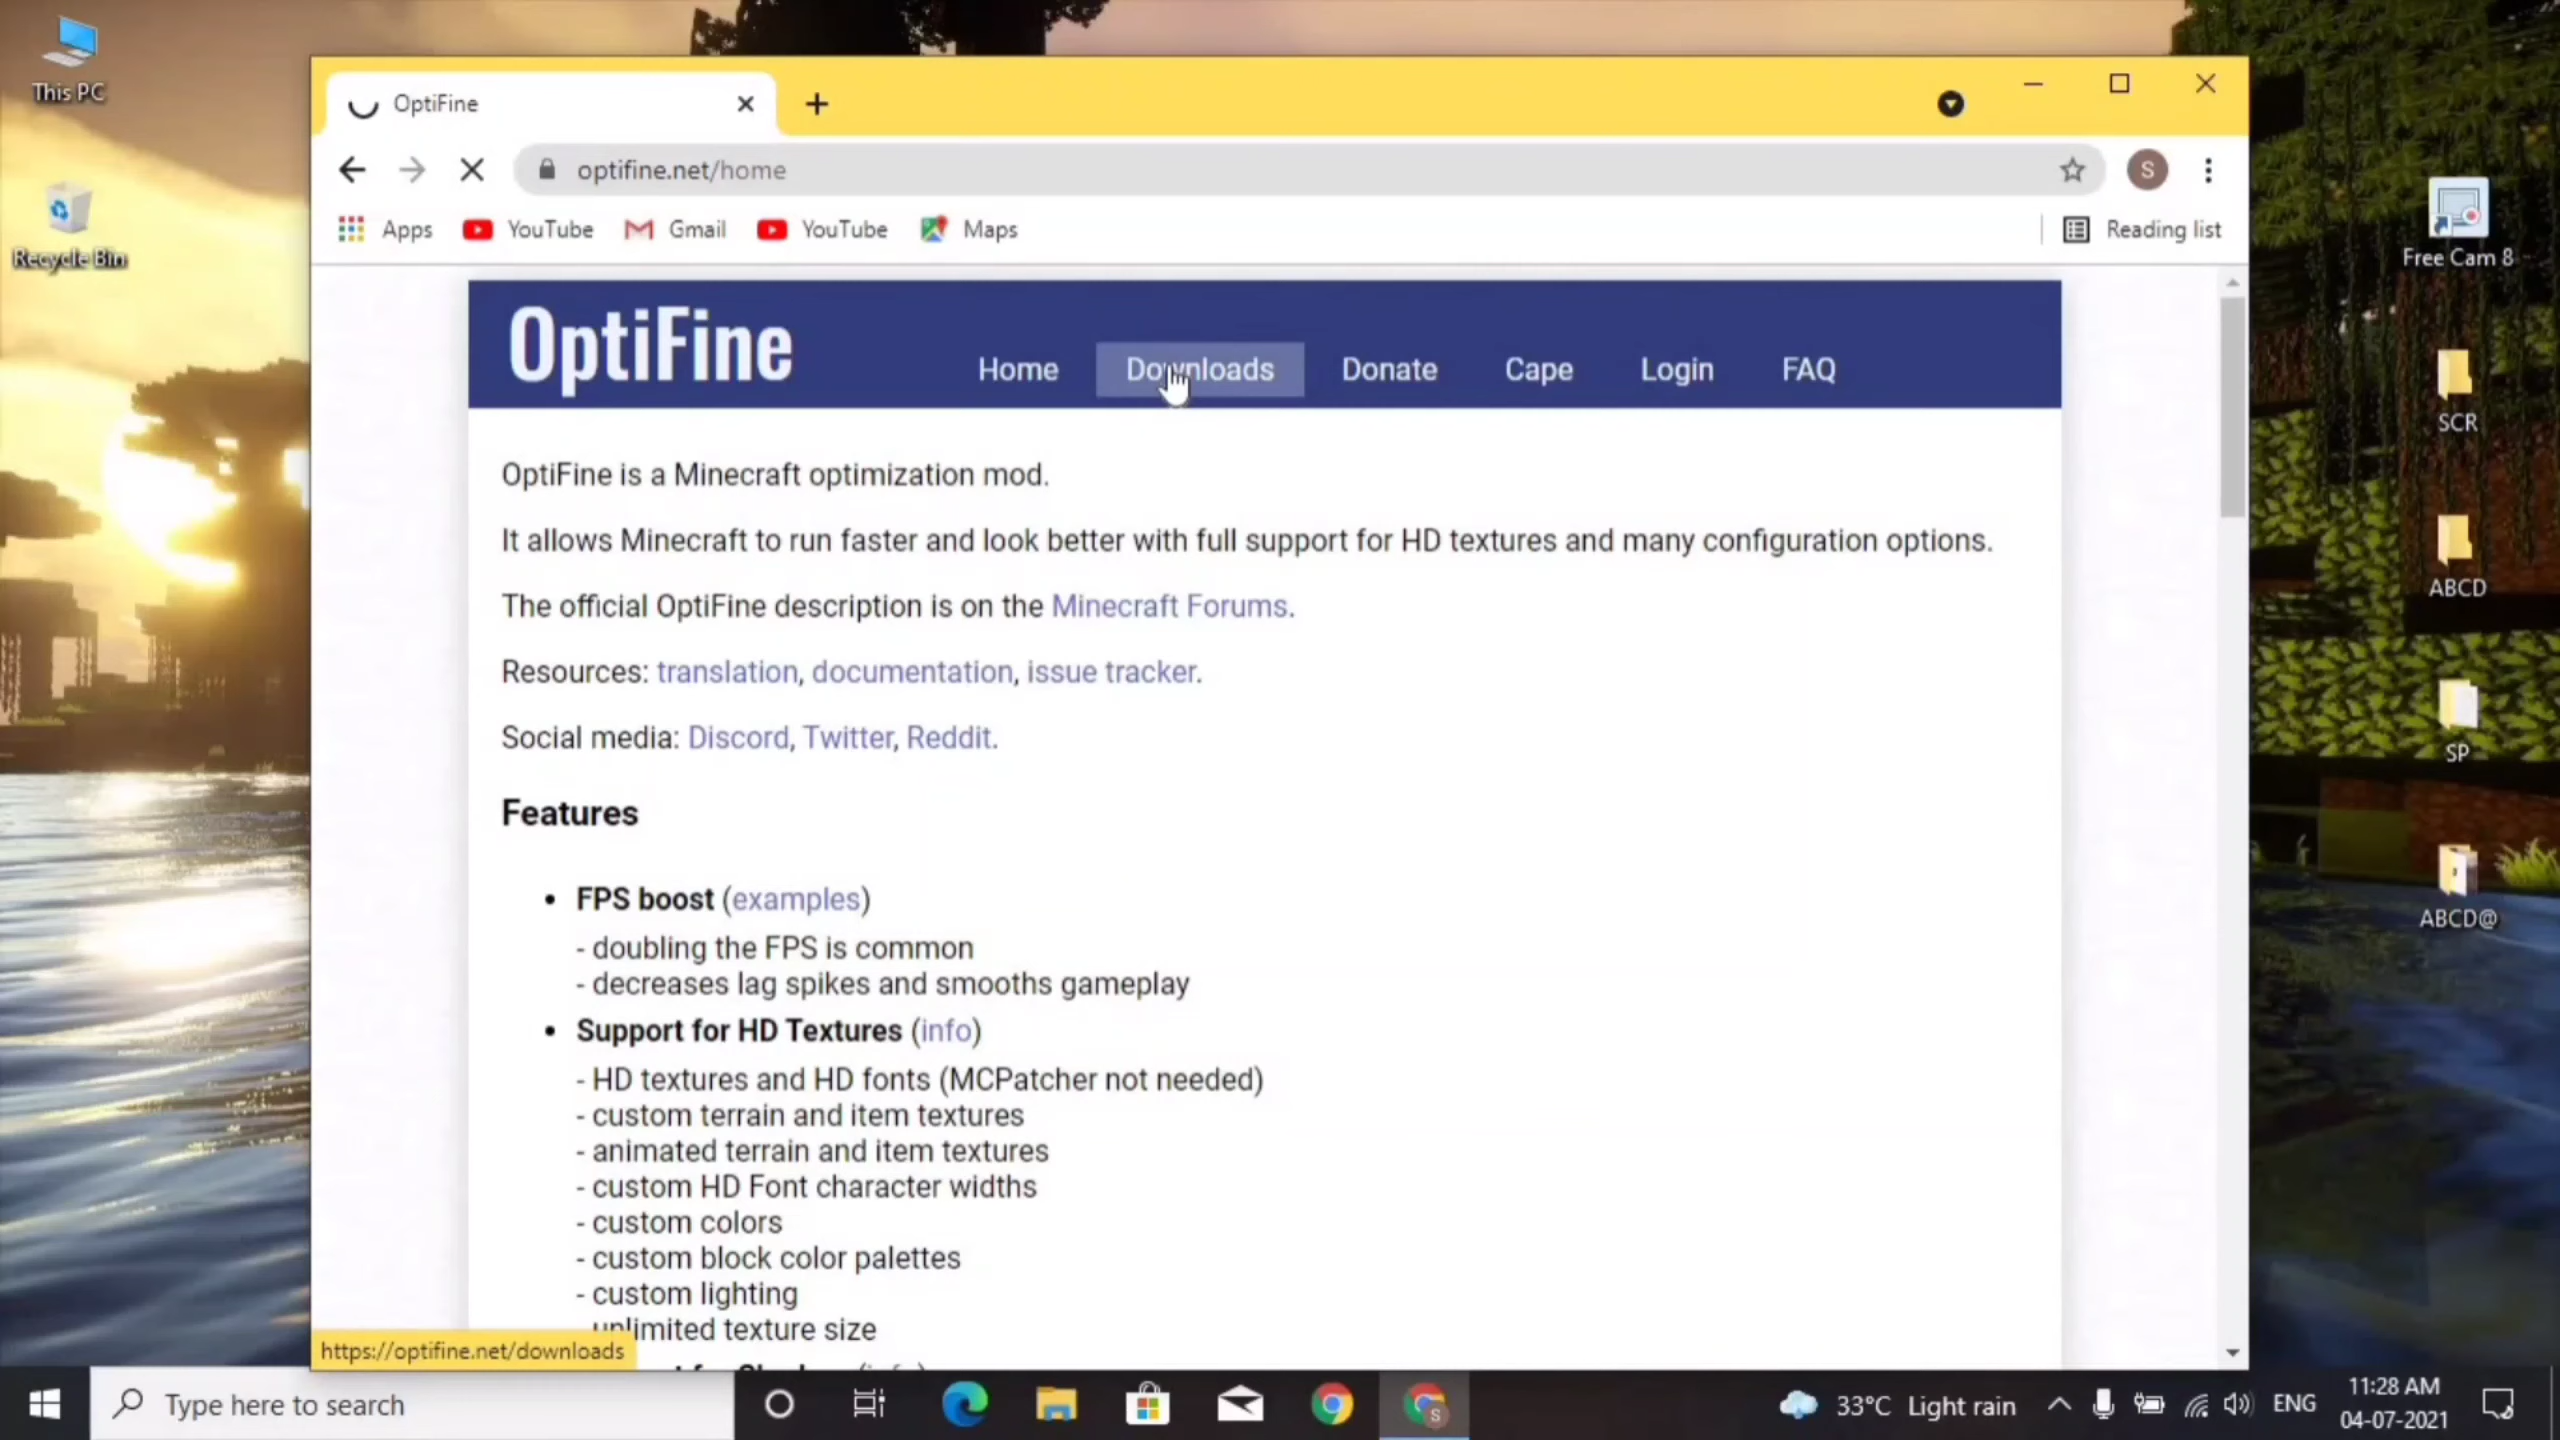 This PC
Recycle Bin
OptiFine
optifine.net/home
Apps
YouTube
Gmail
YouTube
Maps
Reading list
S
OptiFine
Home
Downloads
Donate
Cape
Login
FAQ
OptiFine is a Minecraft optimization mod.
It allows Minecraft to run faster and look better with full support for HD textures and many configuration options.
The official OptiFine description is on the Minecraft Forums.
Resources: translation, documentation, issue tracker.
Social media: Discord, Twitter, Reddit.
Features
• FPS boost (examples)
- doubling the FPS is common
- decreases lag spikes and smooths gameplay
• Support for HD Textures (info)
- HD textures and HD fonts (MCPatcher not needed)
- custom terrain and item textures
- animated terrain and item textures
- custom HD Font character widths
- custom colors
- custom block color palettes
- custom lighting
unlimited texture size
https://optifine.net/downloads
Free Cam 8
SCR
ABCD
SP
ABCD@
Type here to search
S
33°C Light rain
ENG
11:28 AM
04-07-2021